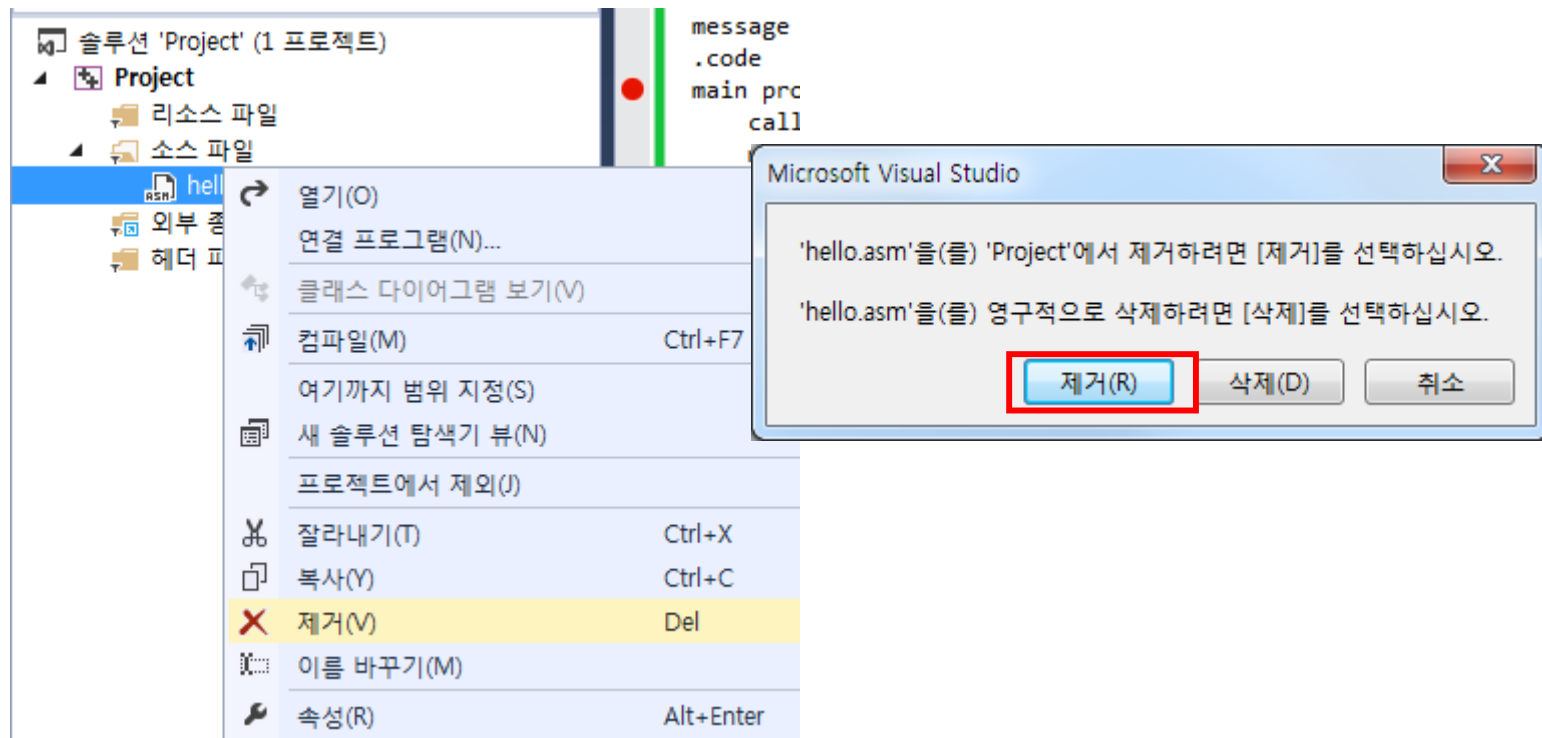 솔루션 'Project' (1 프로젝트)
Project
리소스 파일
소스 파일
hell
외부 종
헤더 파
message
.code
main pro
call
열기(O)
연결 프로그램(N)...
클래스 다이어그램 보기(V)
컴파일(M) Ctrl+F7
여기까지 범위 지정(S)
새 솔루션 탐색기 뷰(N)
프로젝트에서 제외(J)
잘라내기(T) Ctrl+X
복사(Y) Ctrl+C
제거(V) Del
이름 바꾸기(M)
속성(R) Alt+Enter
Microsoft Visual Studio
'hello.asm'을(를) 'Project'에서 제거하려면 [제거]를 선택하십시오.
'hello.asm'을(를) 영구적으로 삭제하려면 [삭제]를 선택하십시오.
제거(R) 삭제(D) 취소